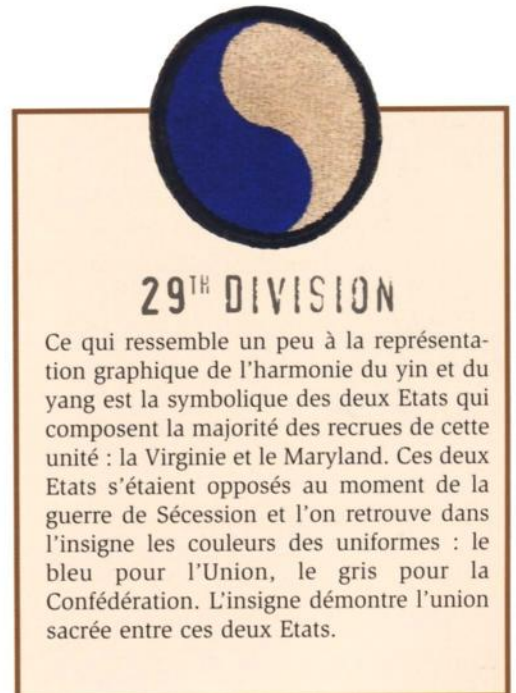 29TH DIVISION
Ce qui ressemble un peu à la représenta-
tion graphique de l'harmonie du yin et du
yang est la symbolique des deux Etats qui
composent la majorité des recrues de cette
unité : la Virginie et le Maryland. Ces deux
Etats s'étaient opposés au moment de la
guerre de Sécession et l'on retrouve dans
l'insigne les couleurs des uniformes : le
bleu pour l'Union, le gris pour la
Confédération. L'insigne démontre l'union
sacrée entre ces deux Etats.